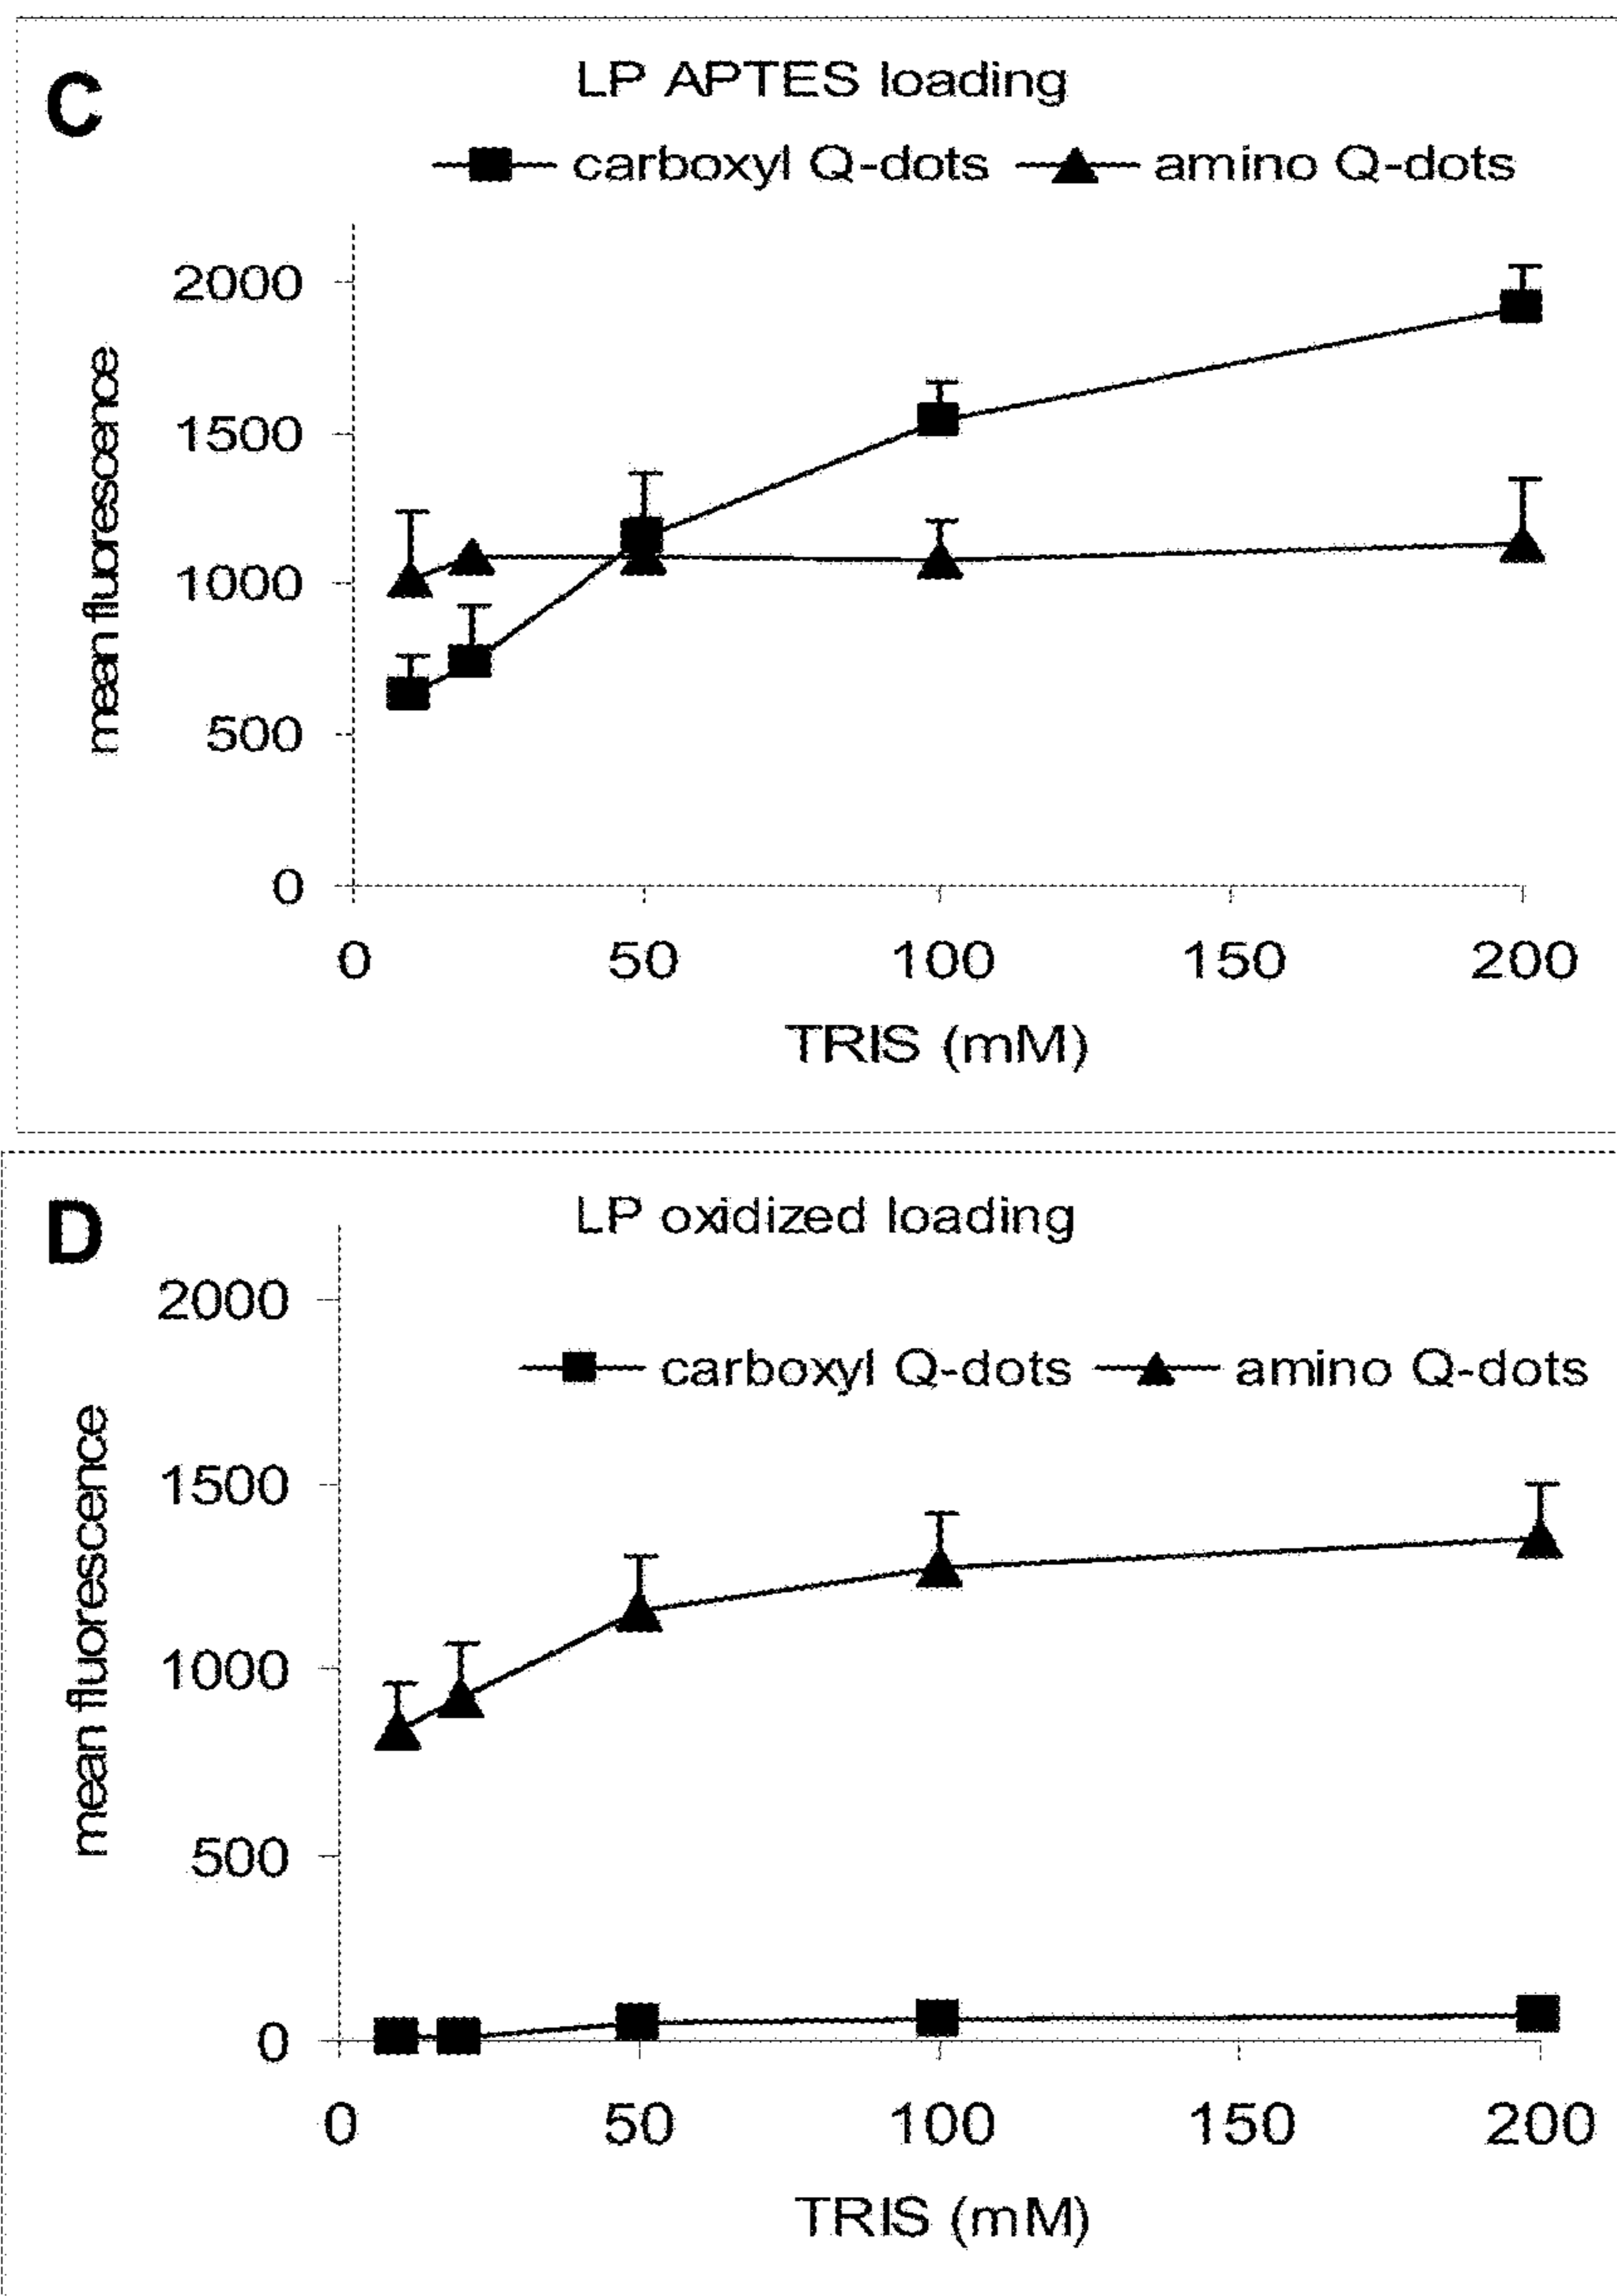 C
LP APTES loading
carboxyl Q-dots amino Q-dots
2000
1500
1000
500
0
mean fluorescence
0 50 100 150 200
TRIS (mM)
D
LP oxidized loading
carboxyl Q-dots amino Q-dots
2000
1500
1000
500
0
mean fluorescence
0 50 100 150 200
TRIS (mM)